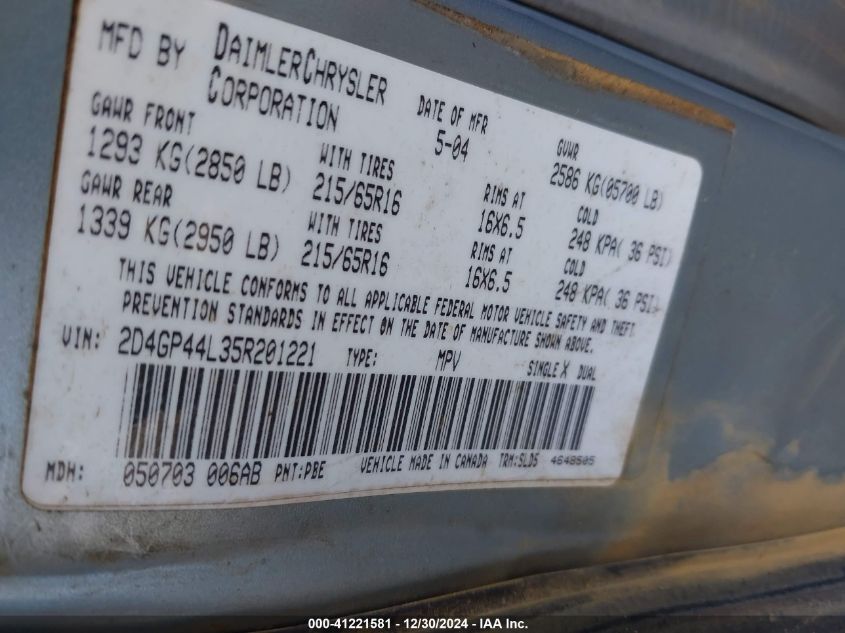 MFD BY DAIMLERCHRYSLER CORPORATION DATE OF MFR 5-04 GVWR 2586 KG(05700 LB)
GAWR FRONT 1293 KG(2850 LB) WITH TIRES 215/65R16 RIMS AT 16X6.5 COLD 248 KPA( 36 PSI)
GAWR REAR 1339 KG(2950 LB) WITH TIRES 215/65R16 RIMS AT 16X6.5 COLD 248 KPA( 36 PSI)
THIS VEHICLE CONFORMS TO ALL APPLICABLE FEDERAL MOTOR VEHICLE SAFETY AND THEFT
PREVENTION STANDARDS IN EFFECT ON THE DATE OF MANUFACTURE SHOWN ABOVE.
VIN: 2D4GP44L35R201221 TYPE: MPV SINGLE X DUAL
MDH: 050703 006AB PNT:PBE VEHICLE MADE IN CANADA TRM:SLD5 4648505
000-41221581 - 12/30/2024 - IAA Inc.